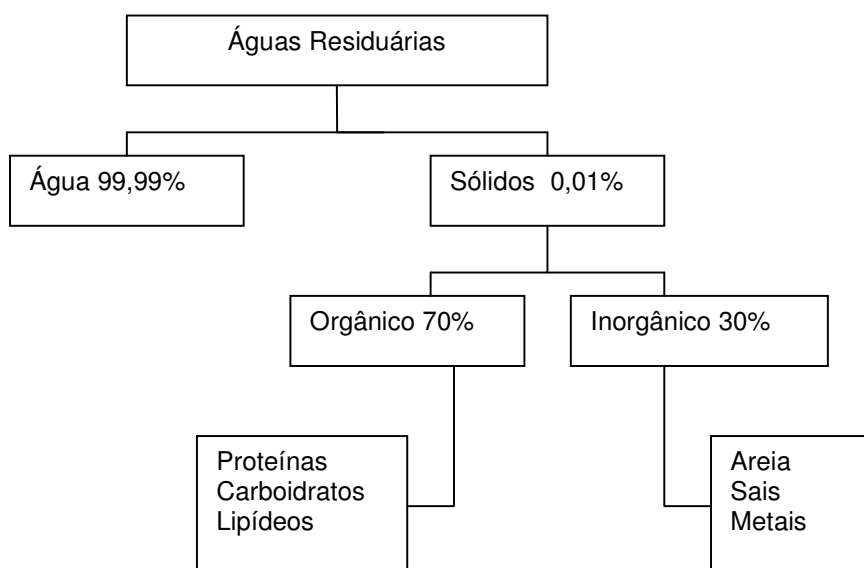 Águas Residuárias
Água 99,99%
Sólidos 0,01%
Orgânico 70%
Inorgânico 30%
Proteínas
Carboidratos
Lipídeos
Areia
Sais
Metais